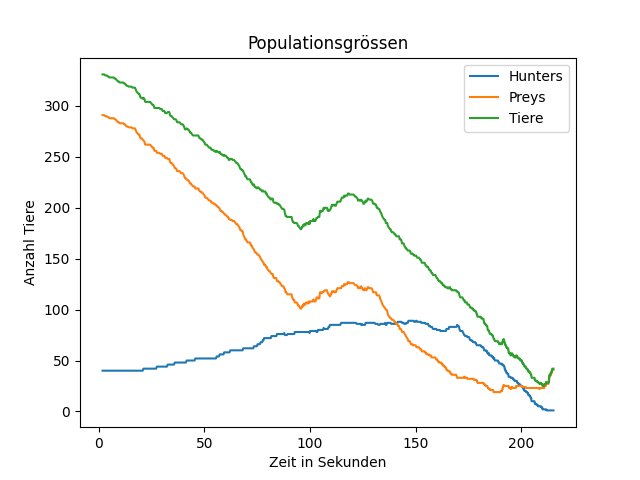 Populationsgrössen
Hunters
Preys
Tiere
Anzahl Tiere
300
250
200
150
100
50
0
0 50 100 150 200
Zeit in Sekunden